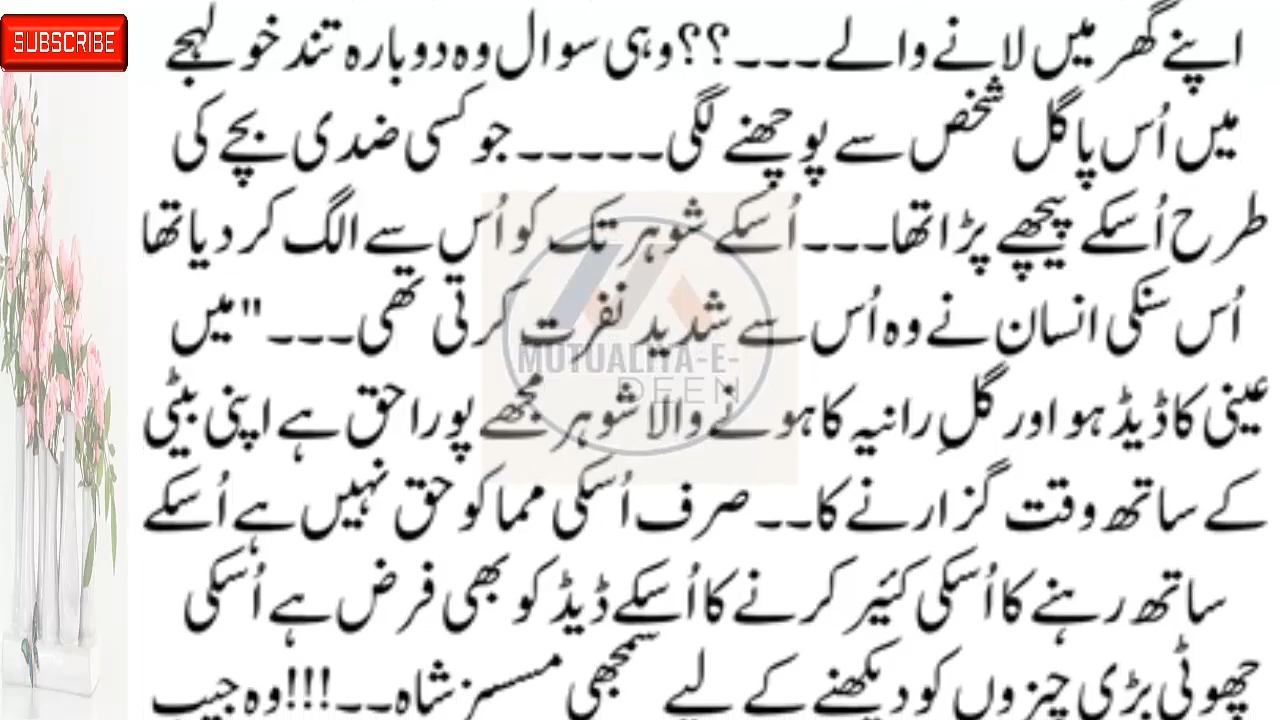 SUBSCRIBE
اپنے گھر میں لانے والے۔۔۔؟؟وہی سوال وہ دوبارہ تند خو لہجے
میں اُس پاگل شخص سے پوچھنے لگی۔۔۔۔۔جو کسی ضدی بچے کی
طرح اُسکے پیچھے پڑا تھا۔۔۔اُسکے شوہر تک کو اُس سے الگ کر دیا تھا
اُس سنکی انسان نے وہ اُس سے شدید نفرت کرتی تھی۔۔۔"میں
عینی کا ڈیڈ ہو اور گلِ رانیہ کا ہونے والا شوہر مجھے پورا حق ہے اپنی بیٹی
کے ساتھ وقت گزارنے کا۔۔صرف اُسکی مما کو حق نہیں ہے اُسکے
ساتھ رہنے کا اُسکی کئیر کرنے کا اُسکے ڈیڈ کو بھی فرض ہے اُسکی
چھوٹی بڑی چیزوں کو دیکھنے کے لیے سمجھی مسسز شاہ۔۔!!!وہ جیب
MUTUALIYA-E-
DEEN